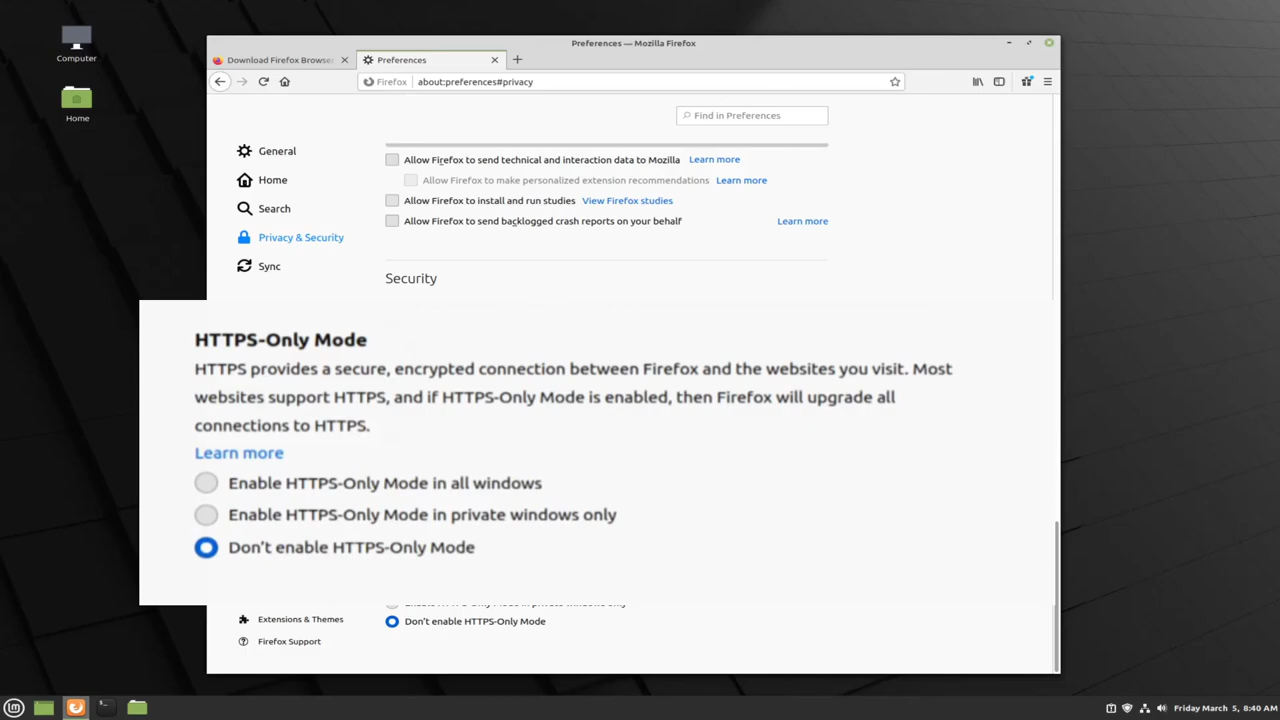 Computer
Home
Preferences — Mozilla Firefox
Download Firefox Browser
Preferences
Firefox
about:preferences#privacy
Find in Preferences
General
Home
Search
Privacy & Security
Sync
Allow Firefox to send technical and interaction data to Mozilla Learn more
Allow Firefox to make personalized extension recommendations Learn more
Allow Firefox to install and run studies View Firefox studies
Allow Firefox to send backlogged crash reports on your behalf Learn more
Security
HTTPS-Only Mode
HTTPS provides a secure, encrypted connection between Firefox and the websites you visit. Most
websites support HTTPS, and if HTTPS-Only Mode is enabled, then Firefox will upgrade all
connections to HTTPS.
Learn more
Enable HTTPS-Only Mode in all windows
Enable HTTPS-Only Mode in private windows only
Don't enable HTTPS-Only Mode
Extensions & Themes
Don't enable HTTPS-Only Mode
Firefox Support
Friday March 5, 8:40 AM